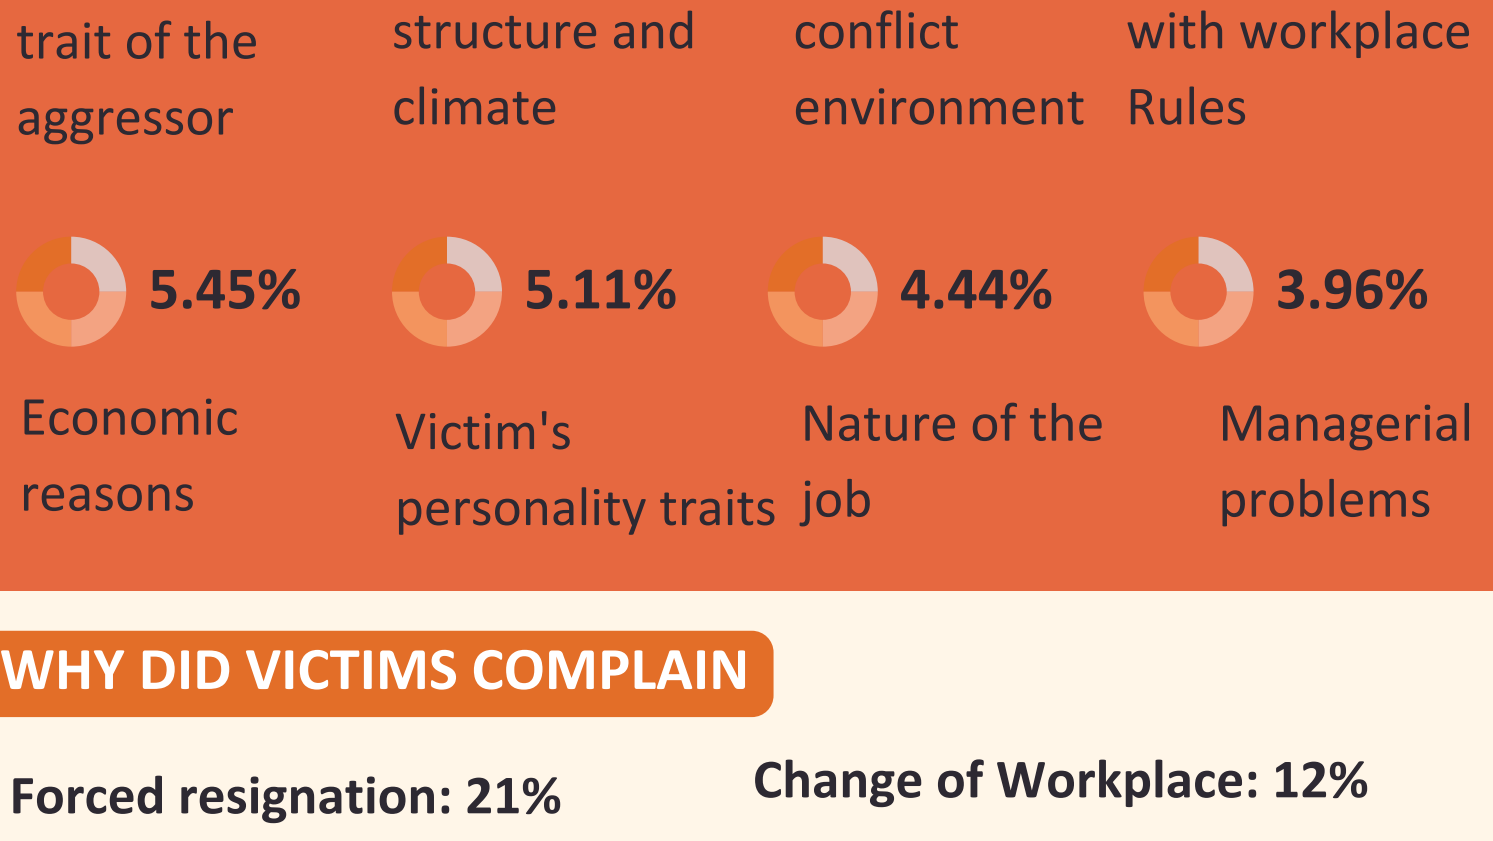 trait of the
aggressor
structure and
climate
conflict
environment
with workplace
Rules
5.45%
5.11%
4.44%
3.96%
Economic
reasons
Victim's
personality traits
Nature of the
job
Managerial
problems
WHY DID VICTIMS COMPLAIN
Forced resignation: 21%
Change of Workplace: 12%